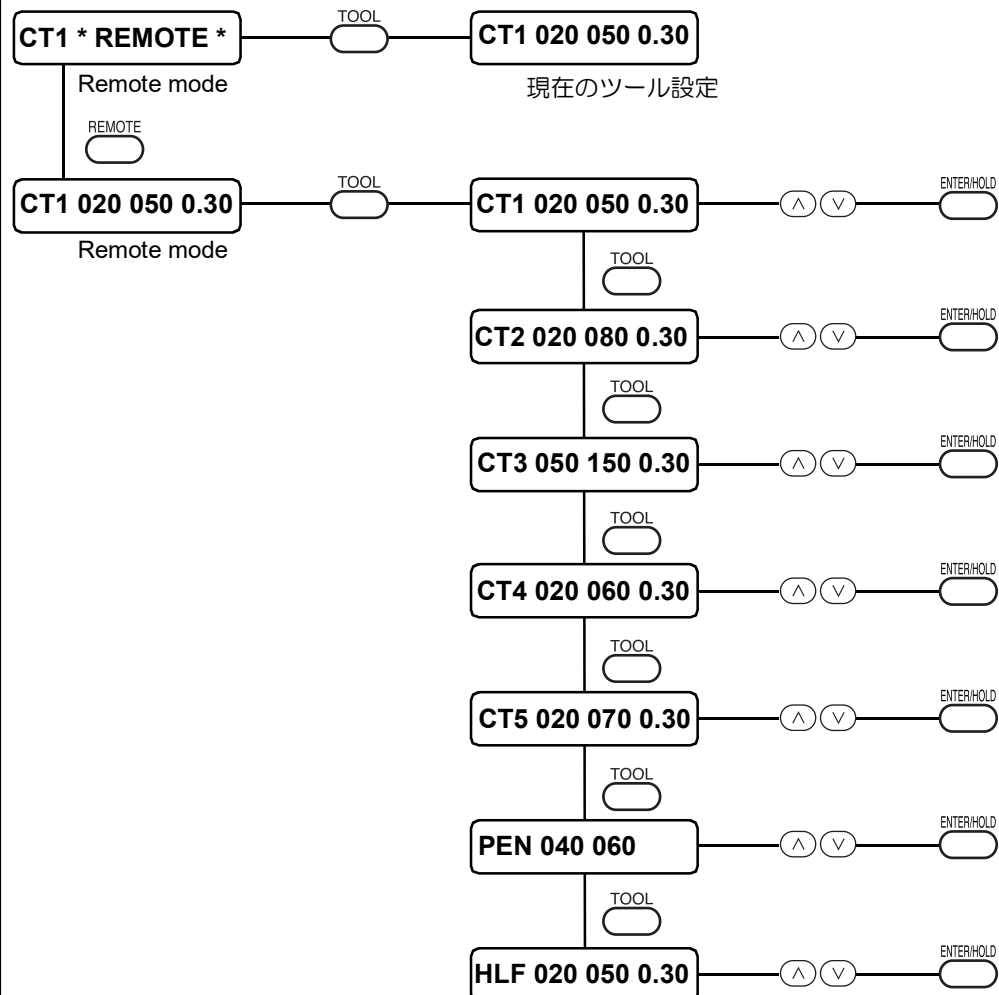 TOOL
CT1 * REMOTE *
CT1 020 050 0.30
Remote mode
現在のツール設定
REMOTE
TOOL
ENTER/HOLD
CT1 020 050 0.30
CT1 020 050 0.30
Remote mode
TOOL
ENTER/HOLD
CT2 020 080 0.30
TOOL
ENTER/HOLD
CT3 050 150 0.30
TOOL
ENTER/HOLD
CT4 020 060 0.30
TOOL
ENTER/HOLD
CT5 020 070 0.30
TOOL
ENTER/HOLD
PEN 040 060
TOOL
ENTER/HOLD
HLF 020 050 0.30